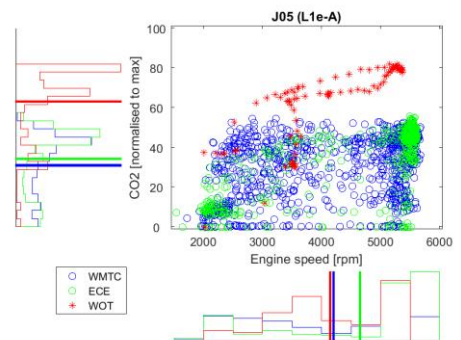 J05 (L1e-A)
100
80
60
40
20
0
CO2 [normalised to max]
2000 3000 4000 5000 6000
Engine speed [rpm]
WMTC
ECE
WOT